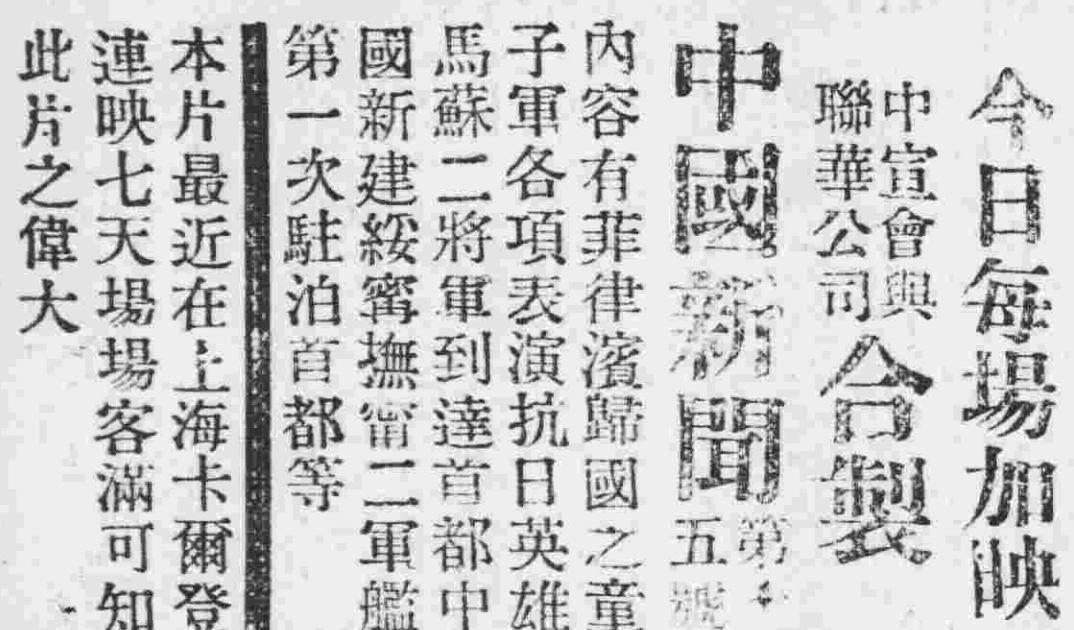 今日每場加映
中宣會與
聯華公司
合製
中國新聞
第
五號
內容有菲律濱歸國之童
子軍各項表演抗日英雄
馬蘇二將軍到達首都中
國新建綏甯撫甯二軍艦
第一次駐泊首都等
本片最近在上海卡爾登
連映七天場場客滿可知
此片之偉大